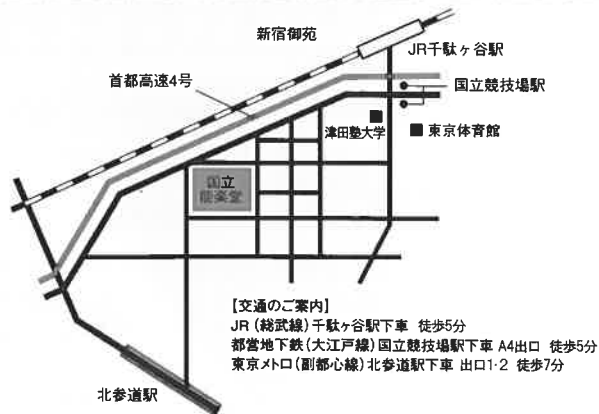 新宿御苑
JR千駄ヶ谷駅
首都高速4号
国立競技場駅
津田塾大学
東京体育館
国立
能楽堂
【交通のご案内】
JR（総武線）千駄ヶ谷駅下車 徒歩5分
都営地下鉄（大江戸線）国立競技場駅下車 A4出口 徒歩5分
東京メトロ（副都心線）北参道駅下車 出口1・2 徒歩7分
北参道駅